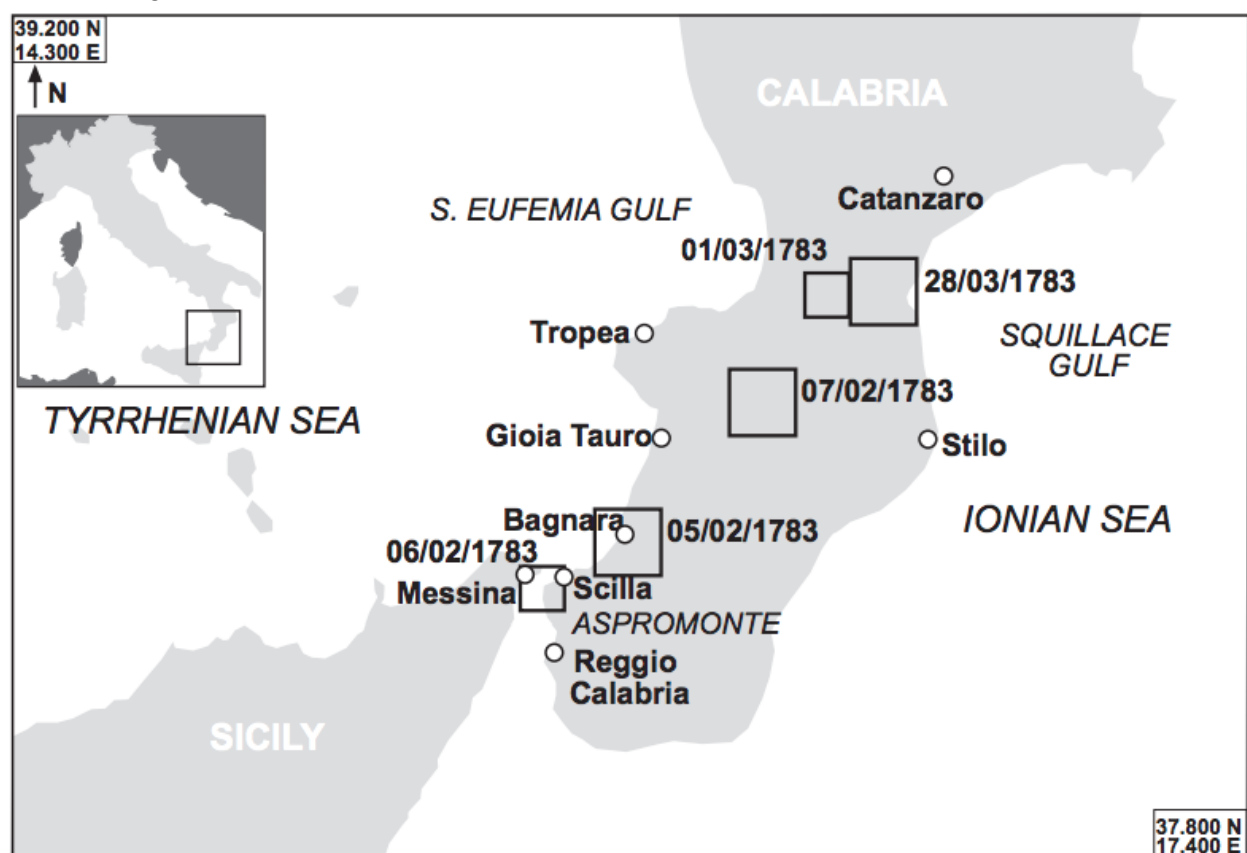 39.200 N
14.300 E
N
CALABRIA
Catanzaro
S. EUFEMIA GULF
01/03/1783
28/03/1783
Tropea
SQUILLACE
GULF
07/02/1783
TYRRHENIAN SEA
Gioia Tauro
Stilo
Bagnara
05/02/1783
IONIAN SEA
06/02/1783
Messina
Scilla
ASPROMONTE
Reggio
Calabria
SICILY
37.800 N
17.400 E